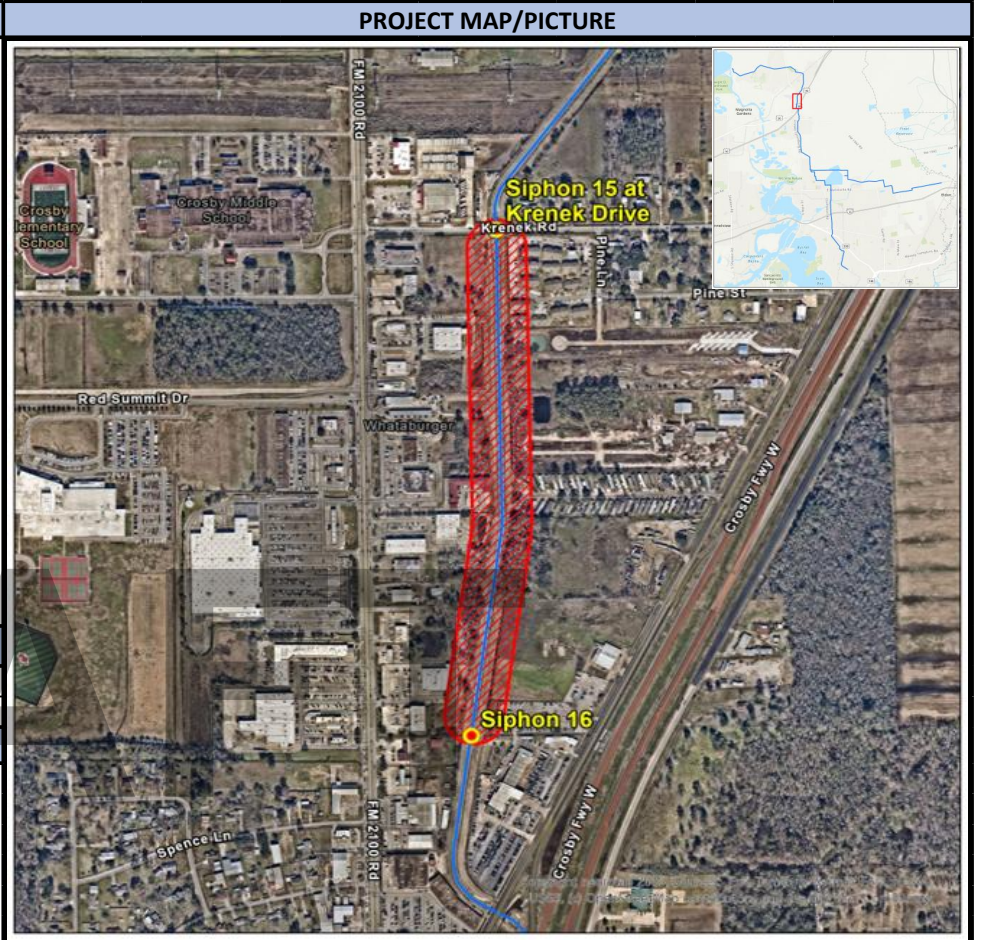 PROJECT MAP/PICTURE
FM 2100 Rd
Siphon 15 at
Krenek Drive
Krenek Rd
Crosby Middle
School
Crosby
lementary
School
Pine Ln
Pine St
Red Summit Dr
Whataburger
Crosby Fwy W
Siphon 16
FM 2100 Rd
Spence Ln
Crosby Fwy W